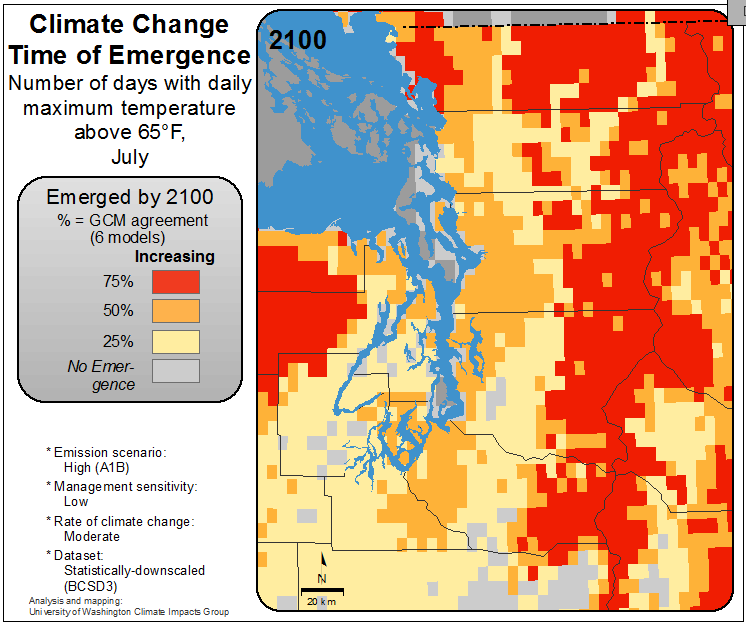 Climate Change
Time of Emergence
Number of days with daily
maximum temperature
above 65°F,
July
Emerged by 2100
% = GCM agreement
(6 models)
Increasing
75%
50%
25%
No Emer-
gence
* Emission scenario:
High (A1B)
* Management sensitivity:
Low
* Rate of climate change:
Moderate
* Dataset:
Statistically-downscaled
(BCSD3)
Analysis and mapping:
University of Washington Climate Impacts Group
2100
N
20 km